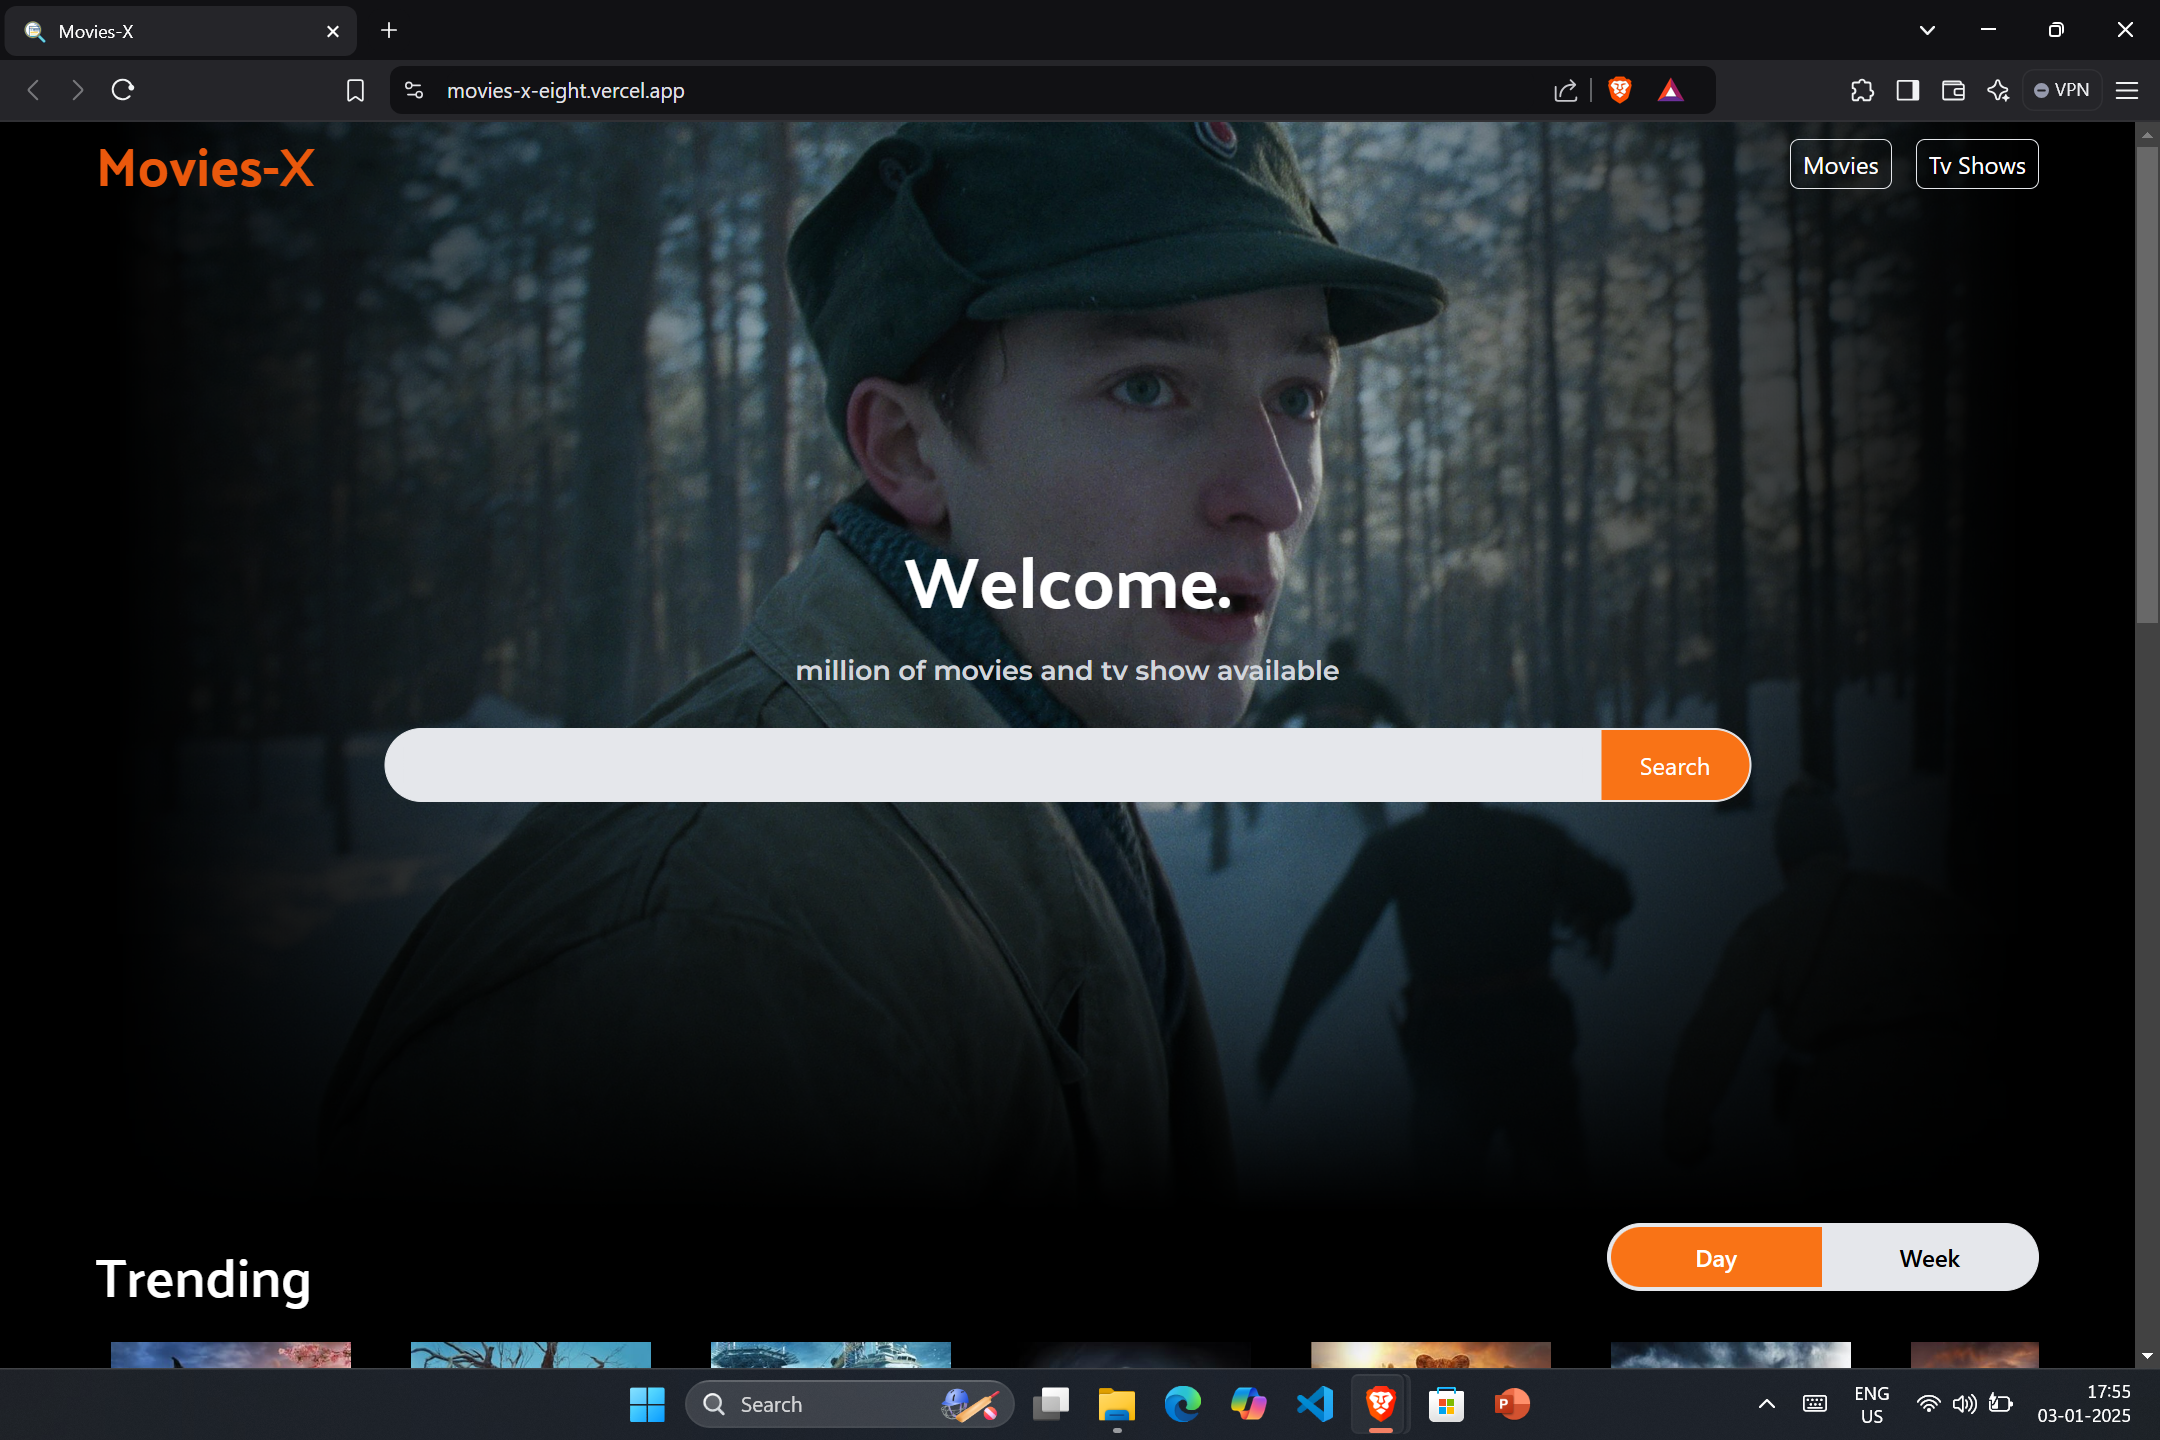 Movies-X
movies-x-eight.vercel.app
VPN
Movies-X
Movies
Tv Shows
Welcome.
million of movies and tv show available
Search
Trending
Day
Week
Search
ENG
US
17:55
03-01-2025